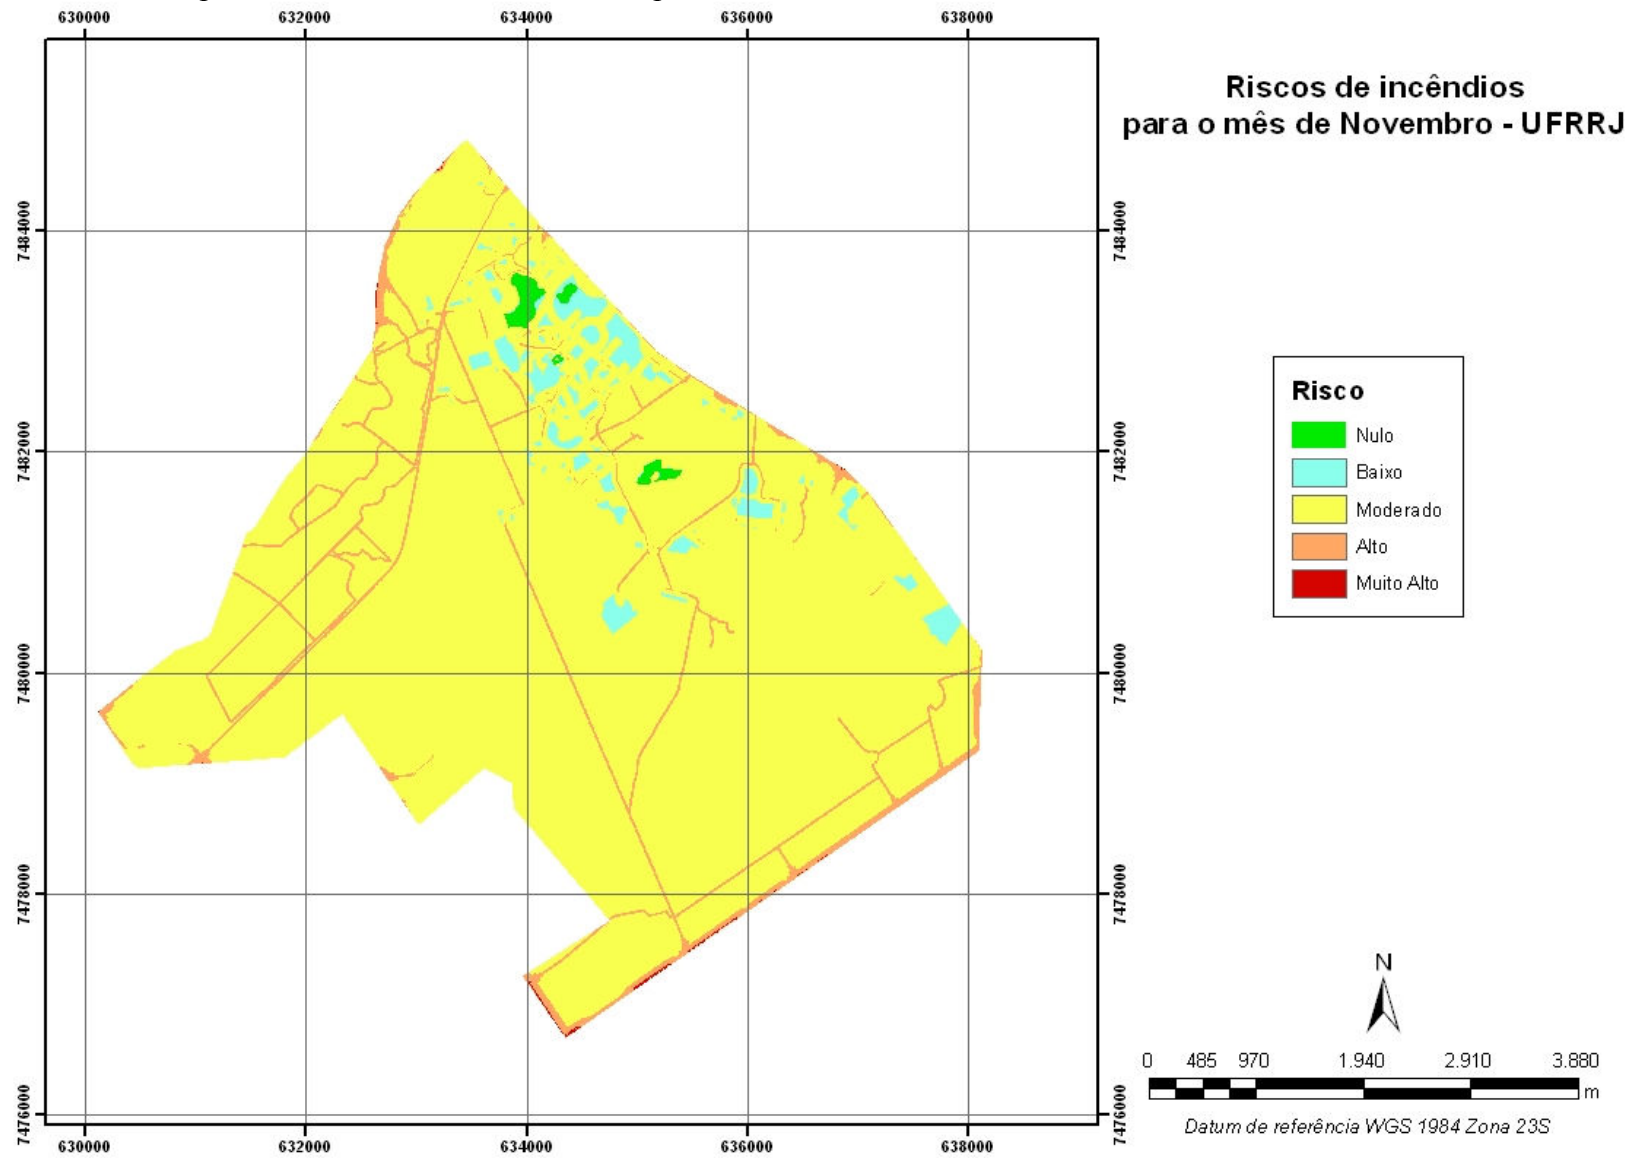 630000 632000 634000 636000 638000
Riscos de incêndios
para o mês de Novembro - UFRRJ
7484000 7484000
Risco
Nulo
Baixo
Moderado
Alto
Muito Alto
7482000 7482000
7480000 7480000
7478000 7478000
N
0 485 970 1.940 2.910 3.880
m
Datum de referência WGS 1984 Zona 23S
7476000 7476000
630000 632000 634000 636000 638000